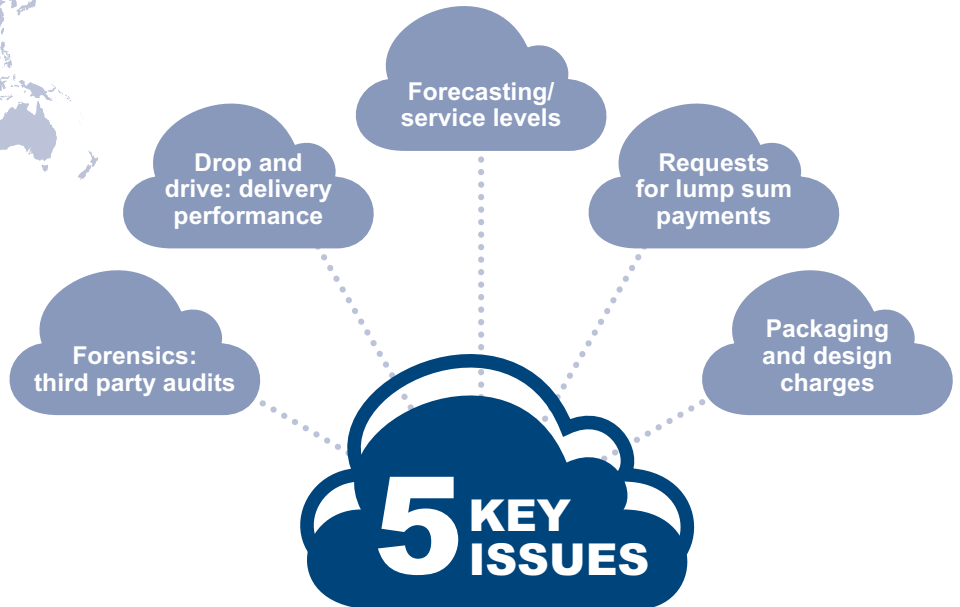 Forecasting/
service levels
Drop and
drive: delivery
performance
Requests
for lump sum
payments
Forensics:
third party audits
Packaging
and design
charges
5 KEY
ISSUES